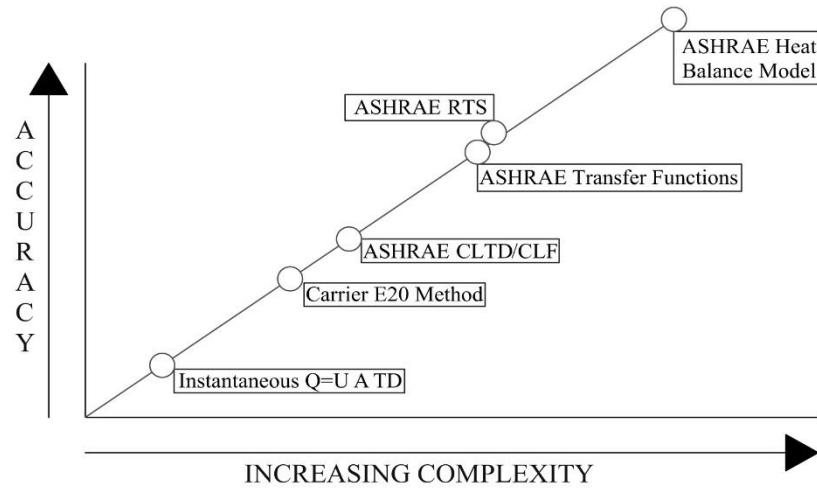 ASHRAE Heat
Balance Model
ASHRAE RTS
ASHRAE Transfer Functions
ASHRAE CLTD/CLF
Carrier E20 Method
Instantaneous Q=U A TD
ACCURACY
INCREASING COMPLEXITY